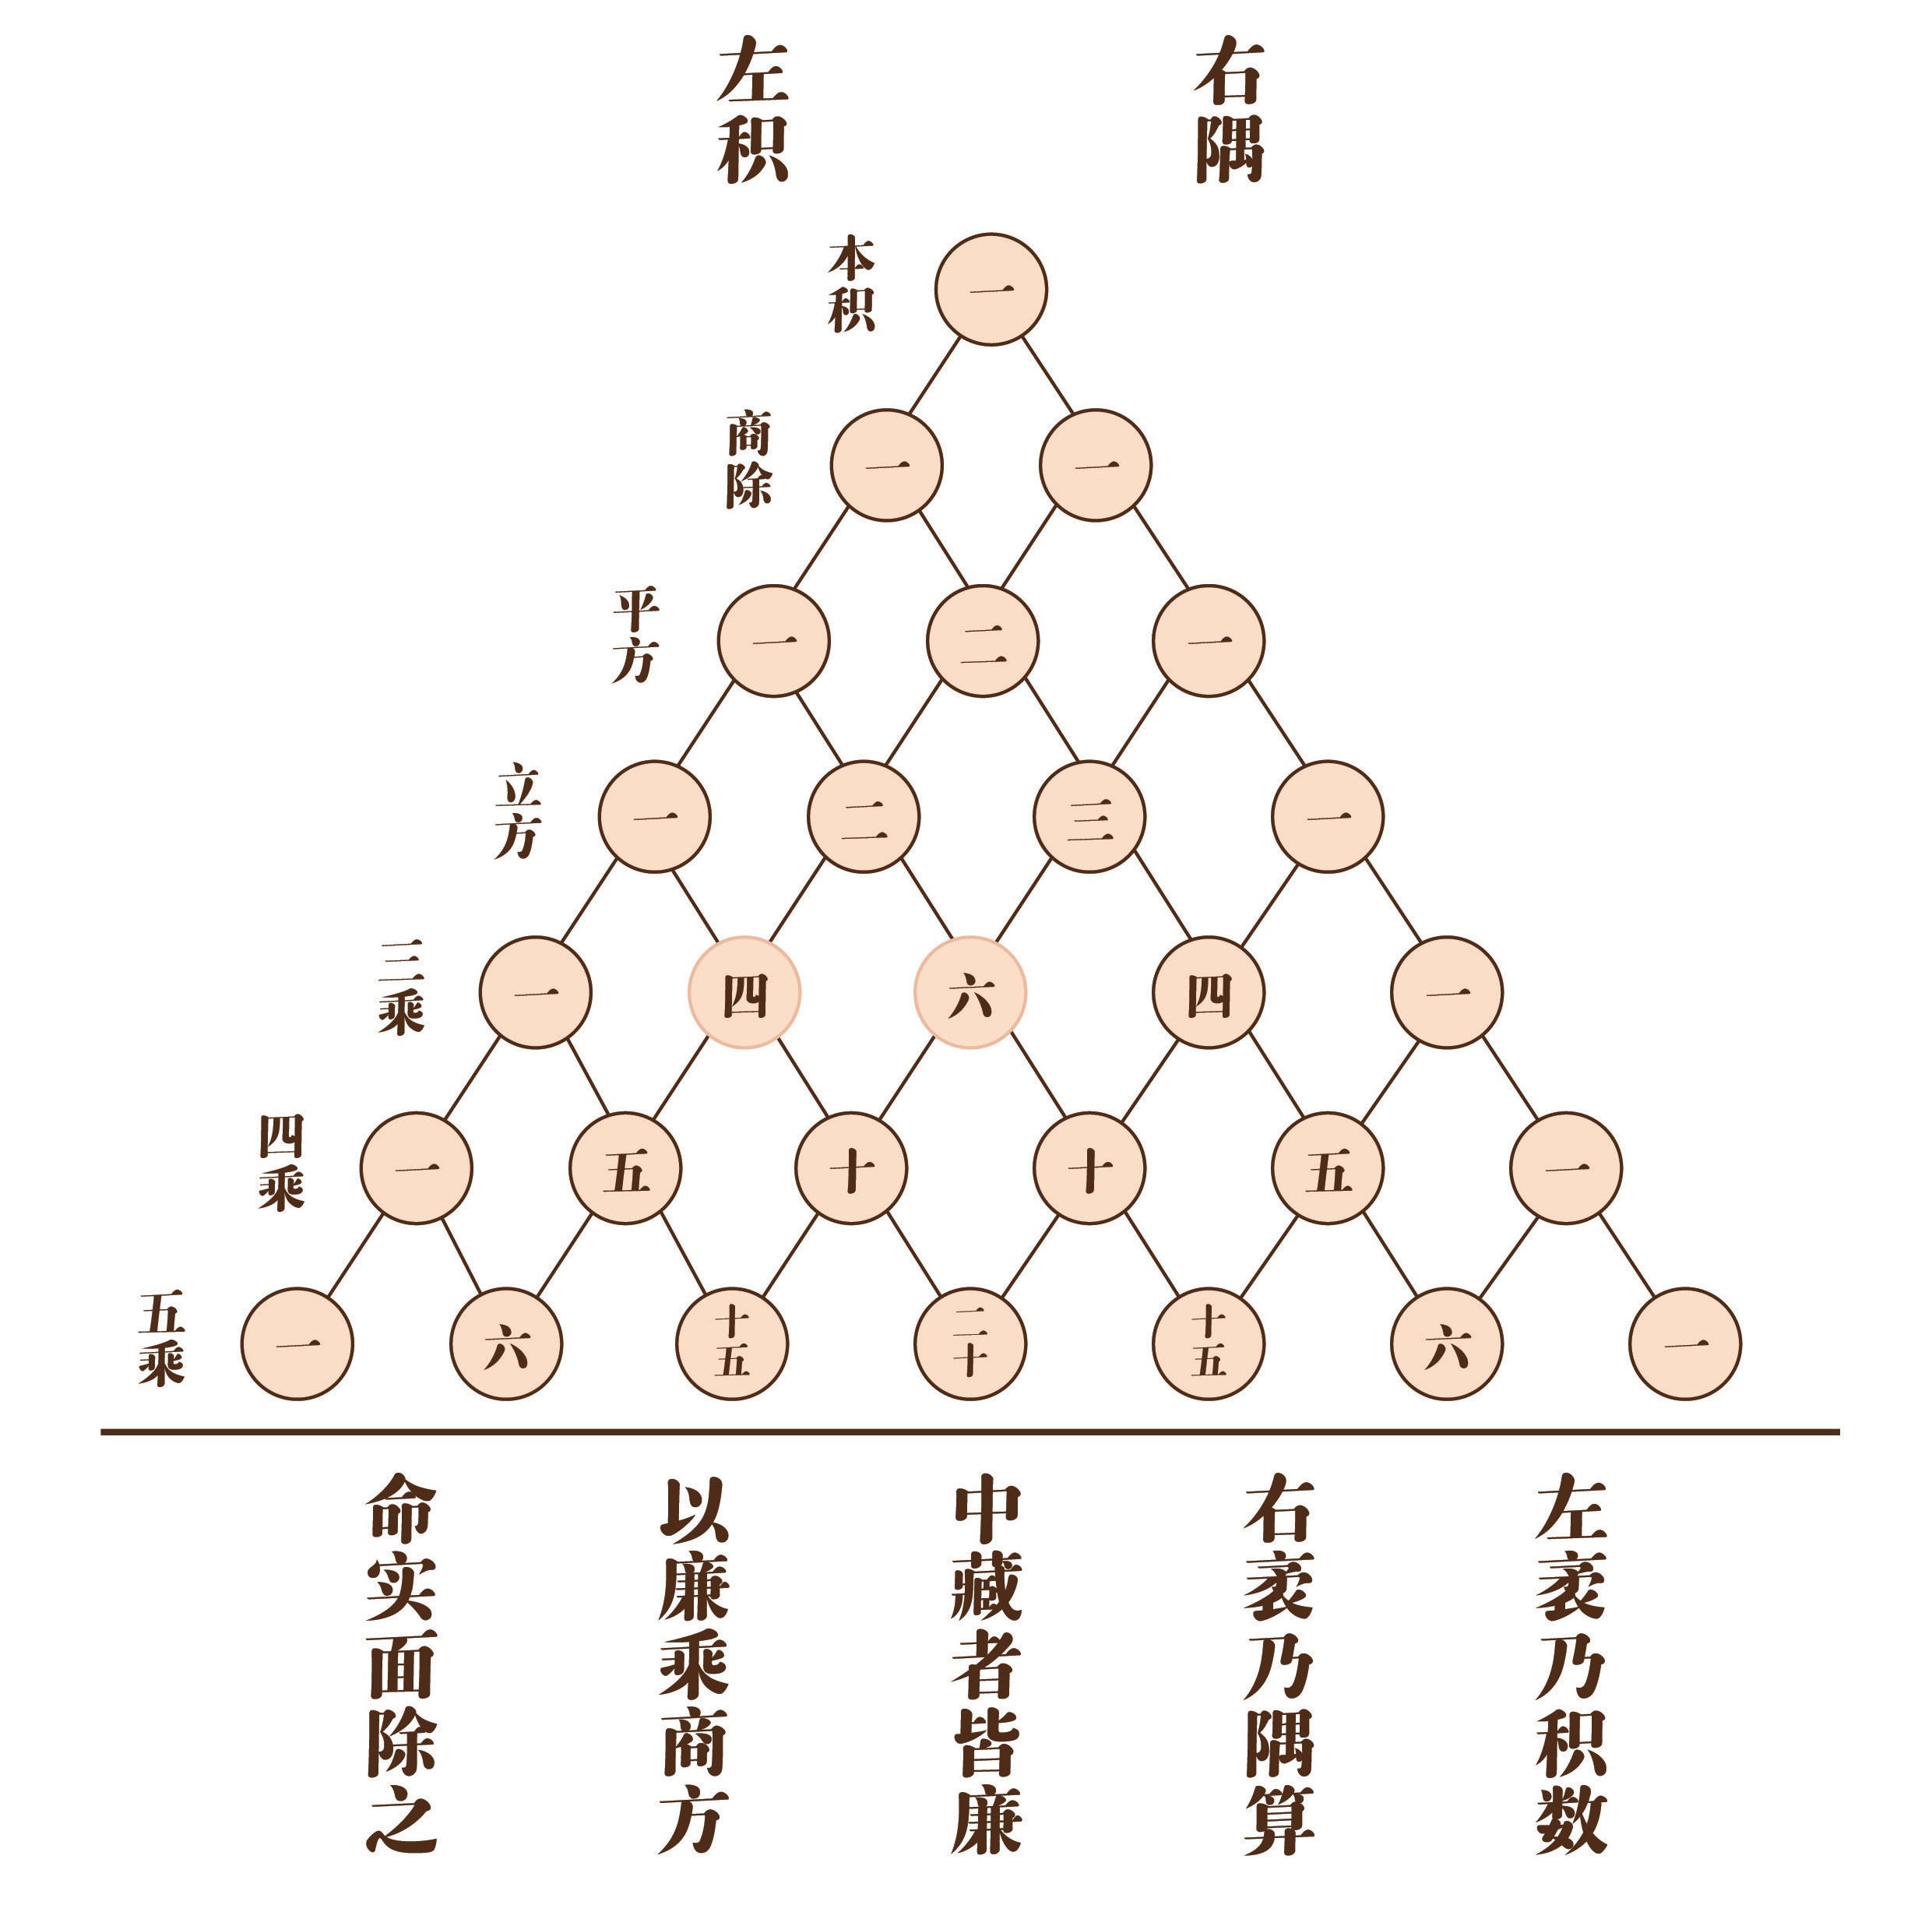 左积
右隅
本积
一
商除
一 一
平方
一 二 一
立方
一 二 三 一
三乘
一 四 六 四 一
四乘
一 五 十 十 五 一
五乘
一 六 十五 二十 十五 六 一
左袤乃积数
右袤乃隅算
中藏者皆廉
以廉乘商方
命实面除之